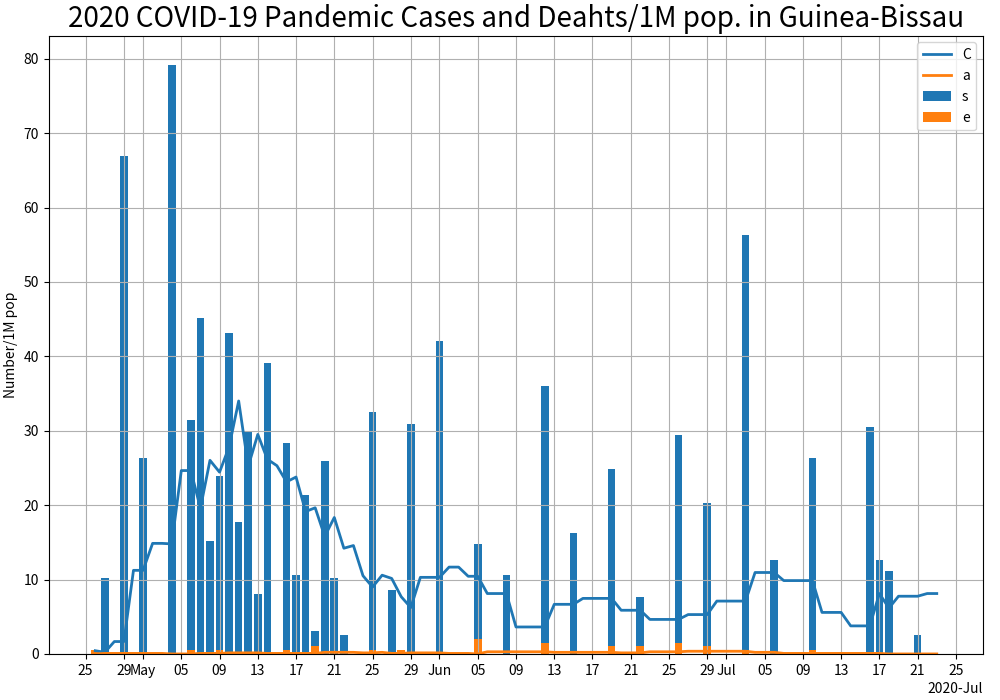 2020 COVID-19 Pandemic Cases and Deahts/1M pop. in Guinea-Bissau
C
a
s
e
Number/1M pop
80
70
60
50
40
30
20
10
0
25 29 May 05 09 13 17 21 25 29 Jun 05 09 13 17 21 25 29 Jul 05 09 13 17 21 25
2020-Jul